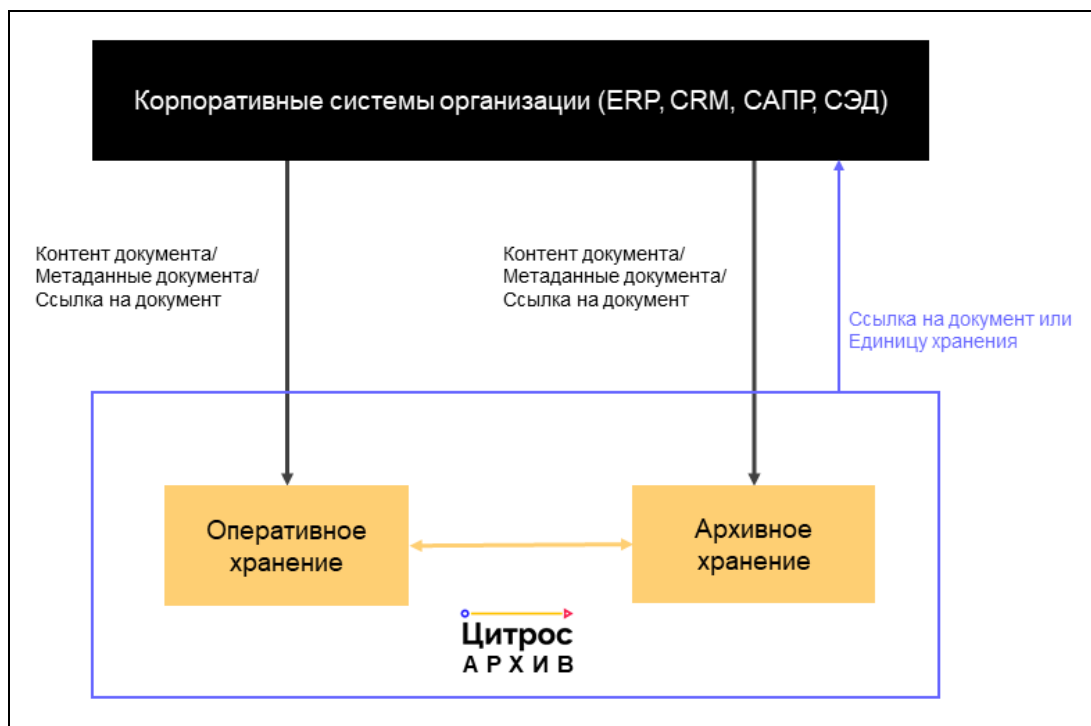 Корпоративные системы организации (ERP, CRM, САПР, СЭД)
Контент документа/
Метаданные документа/
Ссылка на документ
Контент документа/
Метаданные документа/
Ссылка на документ
Ссылка на документ или
Единицу хранения
Оперативное
хранение
Архивное
хранение
Цитрос
АРХИВ